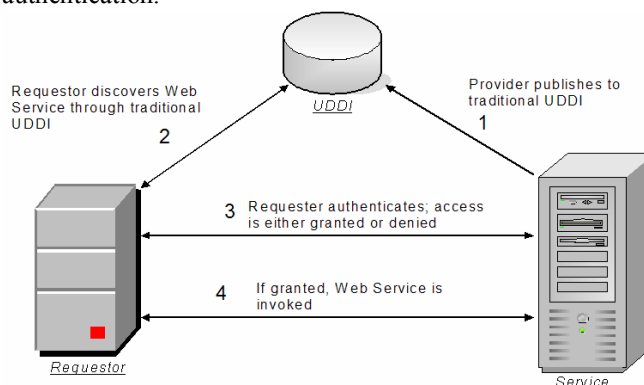 authentication.
Requestor discovers Web
Service through traditional
UDDI
2
UDDI
Provider publishes to
traditional UDDI
1
3 Requester authenticates; access
is either granted or denied
4 If granted, Web Service is
invoked
Requestor
Service